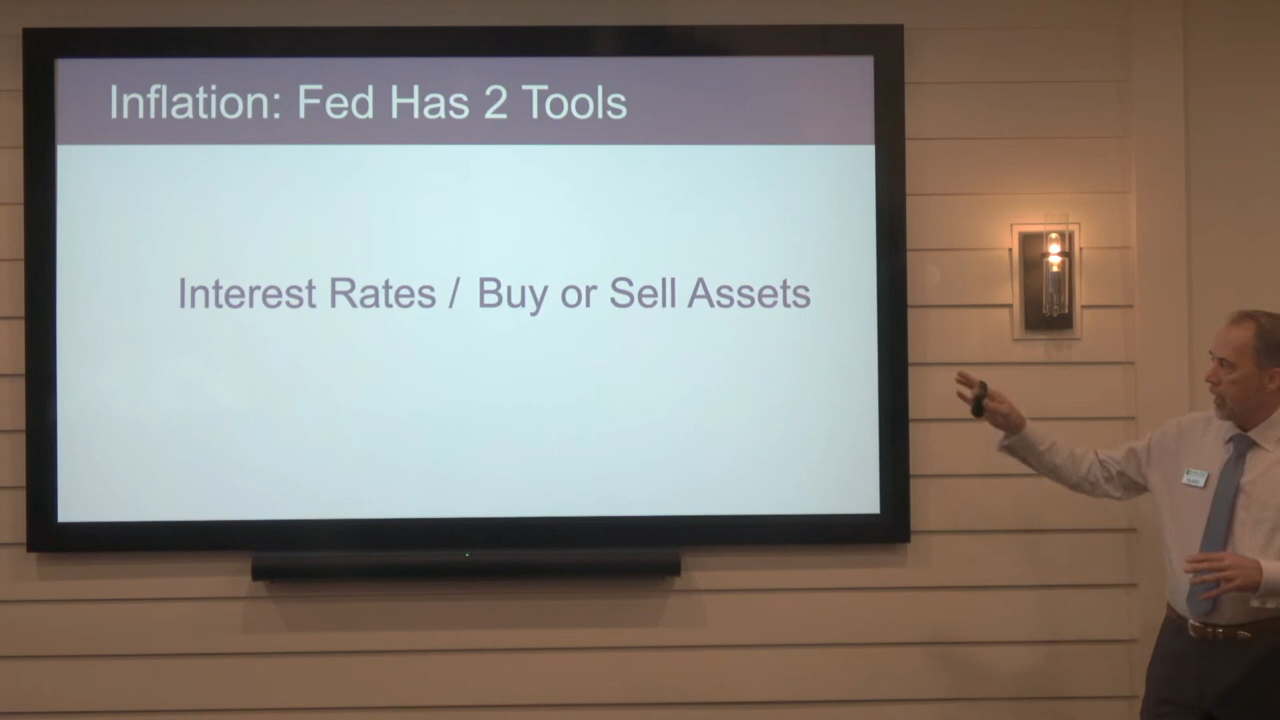 Inflation: Fed Has 2 Tools
Interest Rates / Buy or Sell Assets